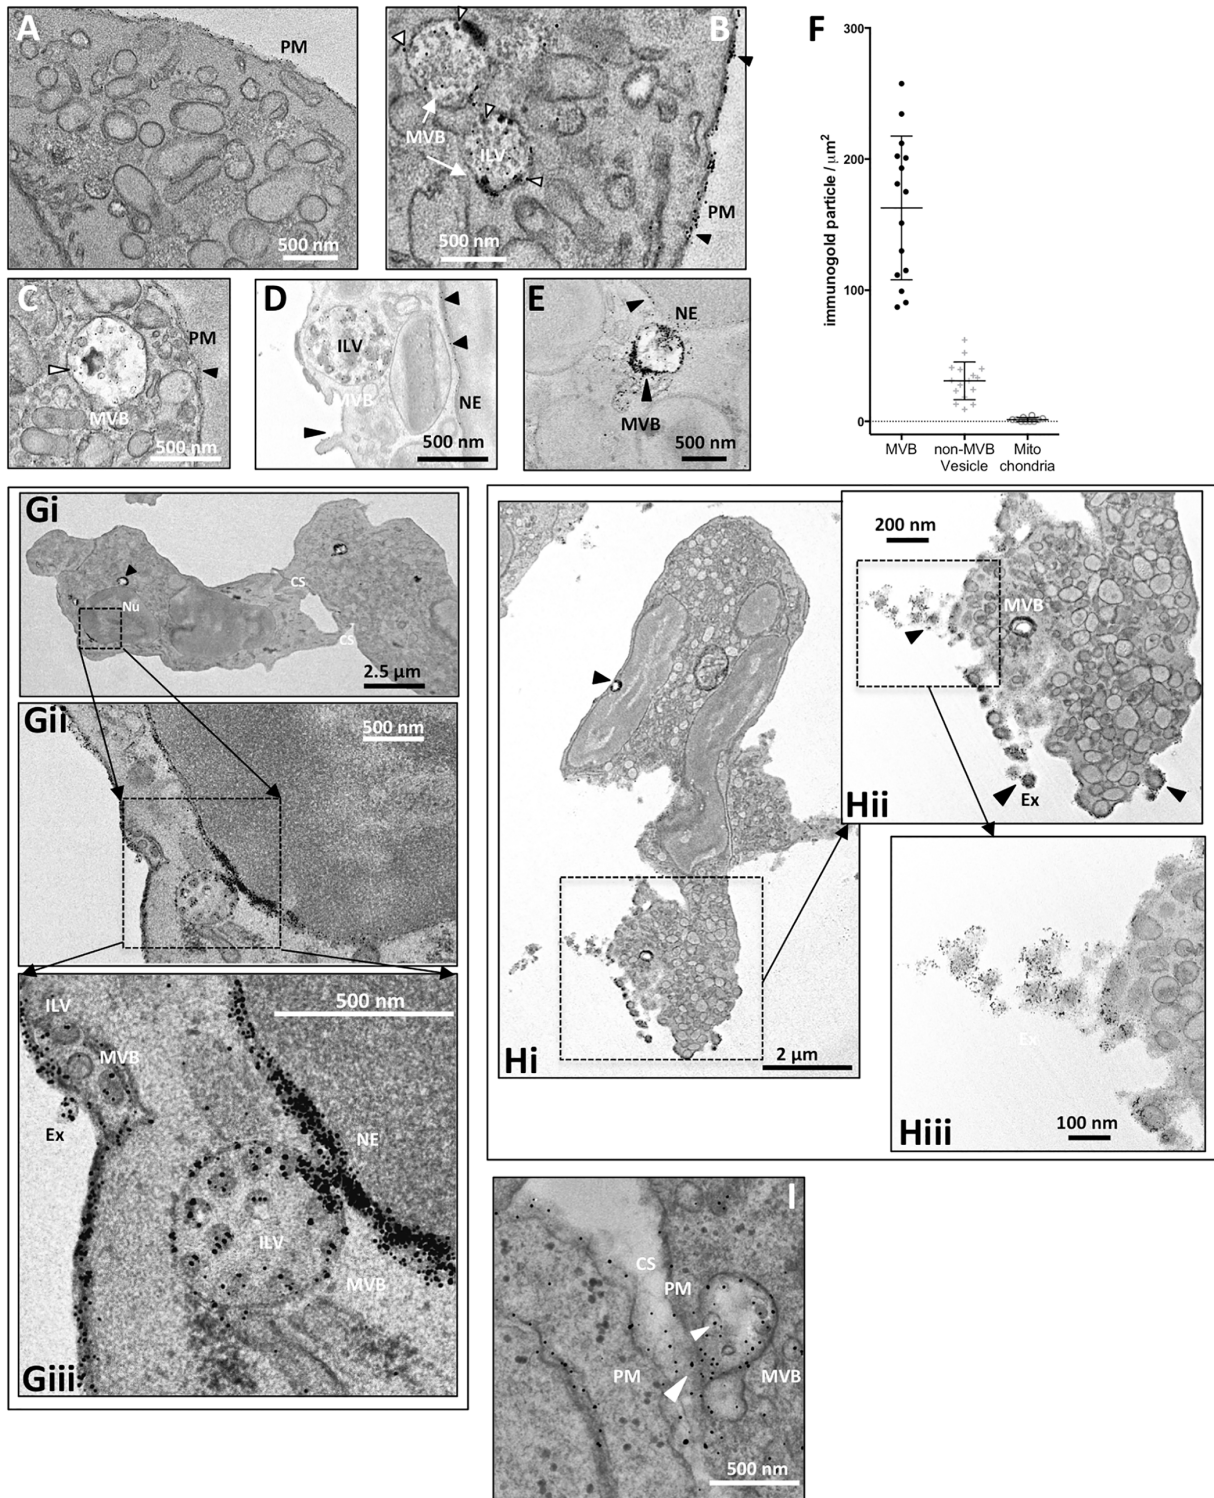 A
PM
500 nm
B
MVB
ILV
PM
500 nm
F
300
200
100
0
immunogold particle / µm²
MVB
non-MVB
Vesicle
Mito
chondria
C
PM
MVB
500 nm
D
ILV
MVB
NE
500 nm
E
NE
MVB
500 nm
Gi
Nu
CS
CS
2.5 µm
Gii
500 nm
ILV
MVB
Ex
500 nm
NE
ILV
MVB
Giii
Hi
2 µm
200 nm
MVB
Ex
Hii
Ex
Hiii
100 nm
I
CS
PM
PM
MVB
500 nm